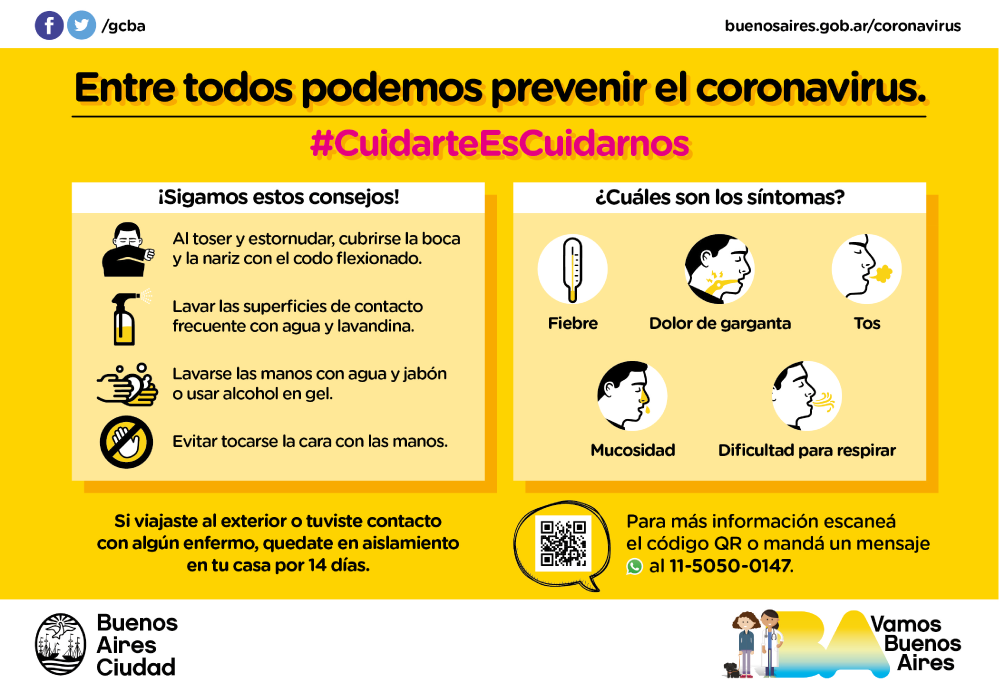 /gcba
buenosaires.gob.ar/coronavirus
Entre todos podemos prevenir el coronavirus.
#CuidarteEsCuidarnos
¡Sigamos estos consejos!
Al toser y estornudar, cubrirse la boca
y la nariz con el codo flexionado.
Lavar las superficies de contacto
frecuente con agua y lavandina.
Lavarse las manos con agua y jabón
o usar alcohol en gel.
Evitar tocarse la cara con las manos.
¿Cuáles son los síntomas?
Fiebre
Dolor de garganta
Tos
Mucosidad
Dificultad para respirar
Si viajaste al exterior o tuviste contacto
con algún enfermo, quedate en aislamiento
en tu casa por 14 días.
Para más información escaneá
el código QR o mandá un mensaje
al 11-5050-0147.
Buenos
Aires
Ciudad
BA
Vamos
Buenos
Aires